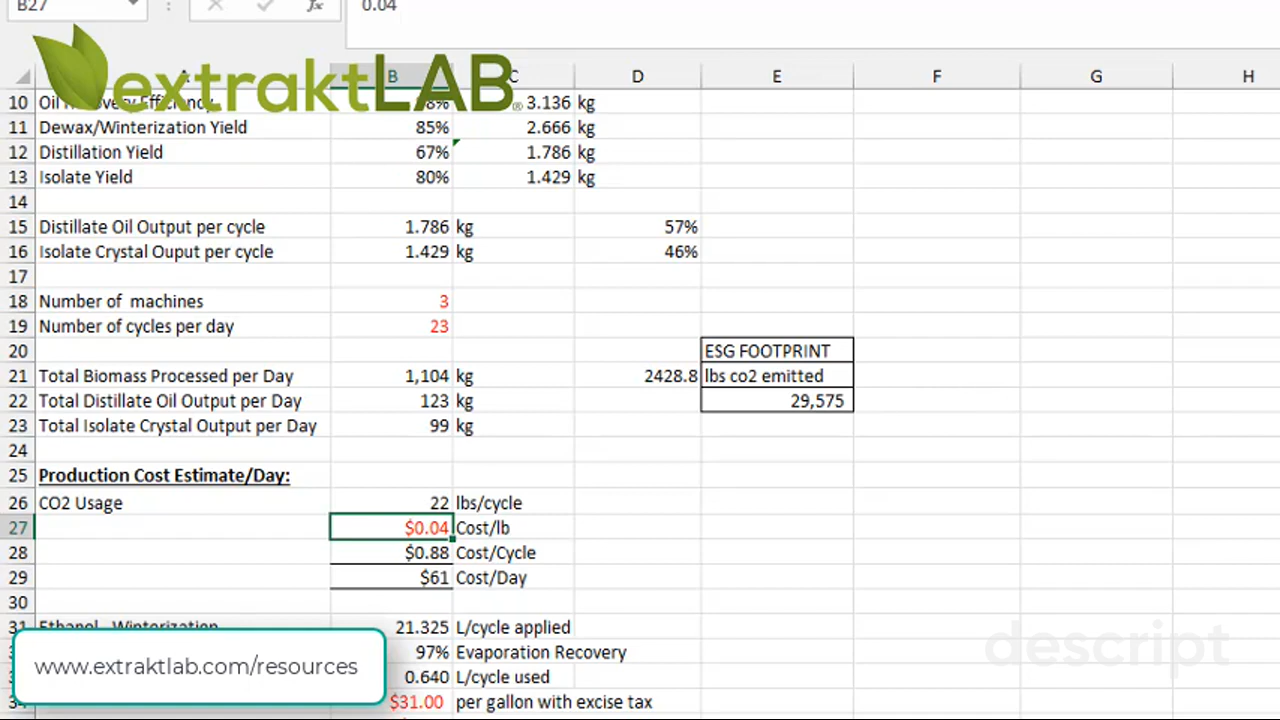 B27
fx
0.04
extraktLAB®
B C D E F G H
10 Oil 8% 3.136 kg
11 Dewax/Winterization Yield 85% 2.666 kg
12 Distillation Yield 67% 1.786 kg
13 Isolate Yield 80% 1.429 kg
14
15 Distillate Oil Output per cycle 1.786 kg 57%
16 Isolate Crystal Ouput per cycle 1.429 kg 46%
17
18 Number of machines 3
19 Number of cycles per day 23
20 ESG FOOTPRINT
21 Total Biomass Processed per Day 1,104 kg 2428.8 lbs co2 emitted
22 Total Distillate Oil Output per Day 123 kg 29,575
23 Total Isolate Crystal Output per Day 99 kg
24
25 Production Cost Estimate/Day:
26 CO2 Usage 22 lbs/cycle
27 $0.04 Cost/lb
28 $0.88 Cost/Cycle
29 $61 Cost/Day
30
31 Ethanol - Winterization 21.325 L/cycle applied
97% Evaporation Recovery
0.640 L/cycle used
34 $31.00 per gallon with excise tax
www.extraktlab.com/resources
descript